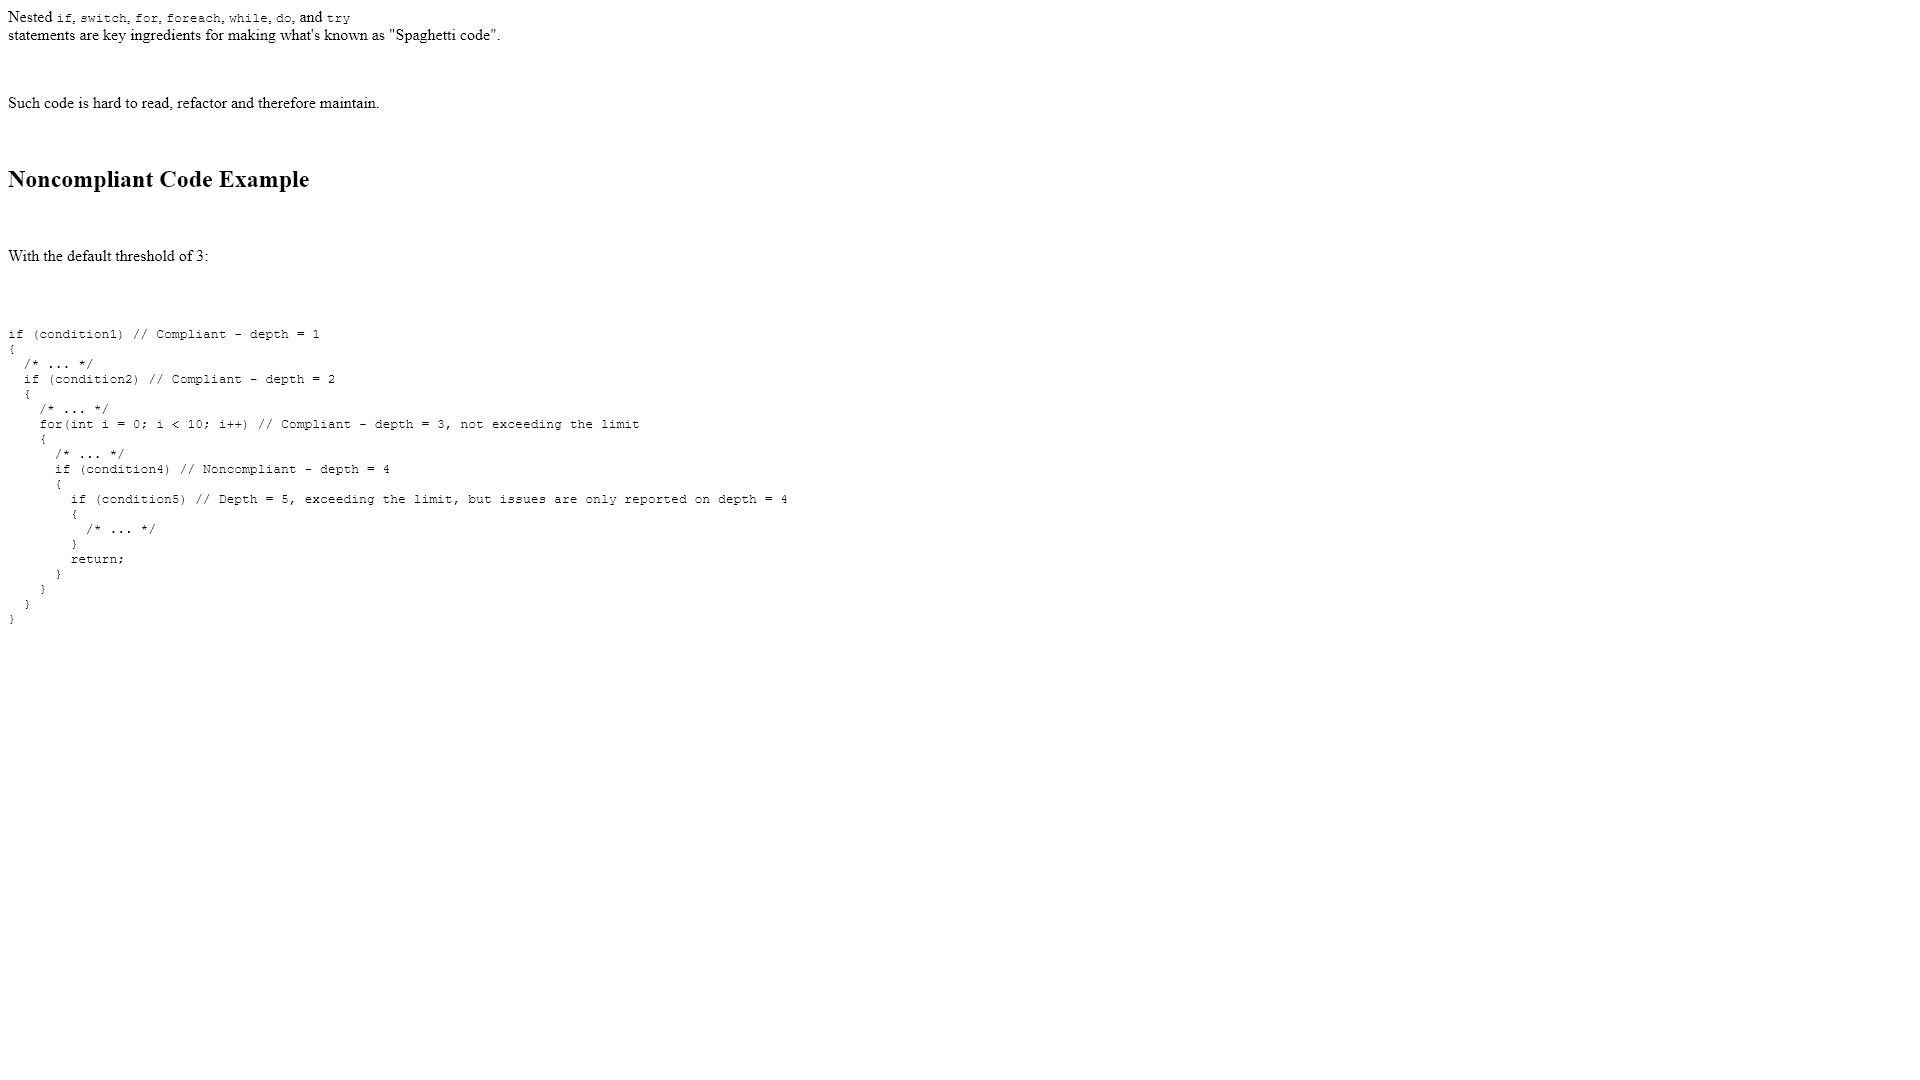 Nested if, switch, for, foreach, while, do, and try
statements are key ingredients for making what's known as "Spaghetti code".
Such code is hard to read, refactor and therefore maintain.
Noncompliant Code Example
With the default threshold of 3:
if (condition1) // Compliant - depth = 1
{
  /* ... */
  if (condition2) // Compliant - depth = 2
  {
    /* ... */
    for(int i = 0; i < 10; i++) // Compliant - depth = 3, not exceeding the limit
    {
      /* ... */
      if (condition4) // Noncompliant - depth = 4
      {
        if (condition5) // Depth = 5, exceeding the limit, but issues are only reported on depth = 4
        {
          /* ... */
        }
        return;
      }
    }
  }
}